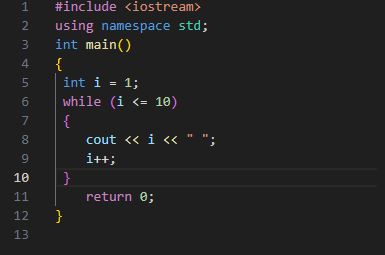 1 #include <iostream>
2 using namespace std;
3 int main()
4 {
5 int i = 1;
6 while (i <= 10)
7 {
8 cout << i << " ";
9 i++;
10 }
11 return 0;
12 }
13